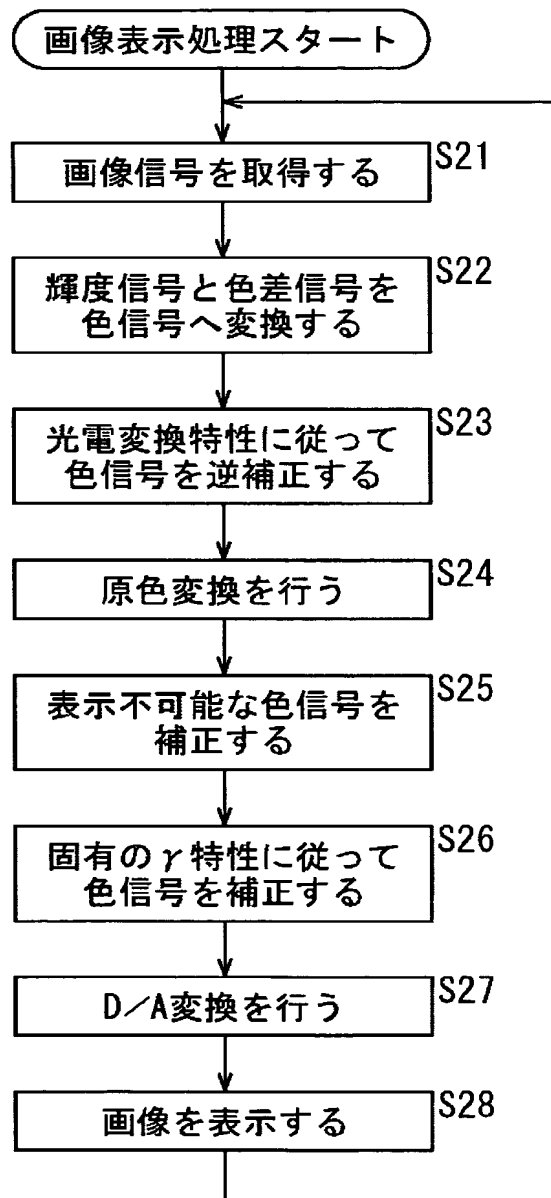 画像表示処理スタート
S21
画像信号を取得する
S22
輝度信号と色差信号を
色信号へ変換する
S23
光電変換特性に従って
色信号を逆補正する
S24
原色変換を行う
S25
表示不可能な色信号を
補正する
S26
固有のγ特性に従って
色信号を補正する
S27
D/A変換を行う
S28
画像を表示する